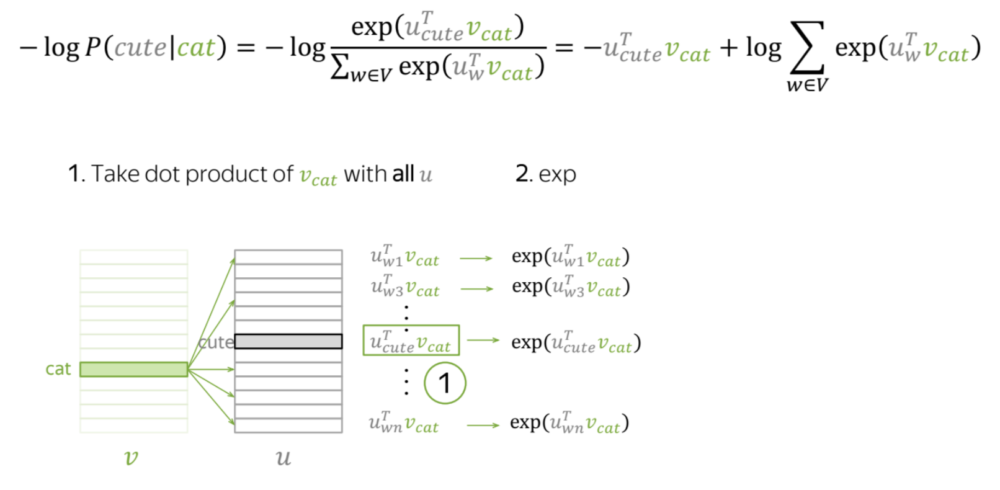 − log P(cute|cat) = − log exp(u_cute^T v_cat) / ∑_{w∈V} exp(u_w^T v_cat) = −u_cute^T v_cat + log ∑_{w∈V} exp(u_w^T v_cat)
1. Take dot product of v_cat with all u
2. exp
u_w1^T v_cat → exp(u_w1^T v_cat)
u_w3^T v_cat → exp(u_w3^T v_cat)
⋮
cute
u_cute^T v_cat → exp(u_cute^T v_cat)
cat
⋮ 1
u_wn^T v_cat → exp(u_wn^T v_cat)
v
u